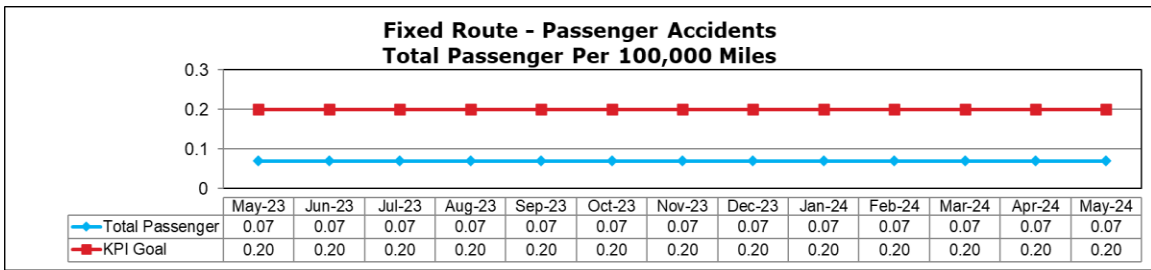 Fixed Route - Passenger Accidents
Total Passenger Per 100,000 Miles
0.3
0.2
0.1
0
May-23 Jun-23 Jul-23 Aug-23 Sep-23 Oct-23 Nov-23 Dec-23 Jan-24 Feb-24 Mar-24 Apr-24 May-24
Total Passenger 0.07 0.07 0.07 0.07 0.07 0.07 0.07 0.07 0.07 0.07 0.07 0.07 0.07
KPI Goal 0.20 0.20 0.20 0.20 0.20 0.20 0.20 0.20 0.20 0.20 0.20 0.20 0.20